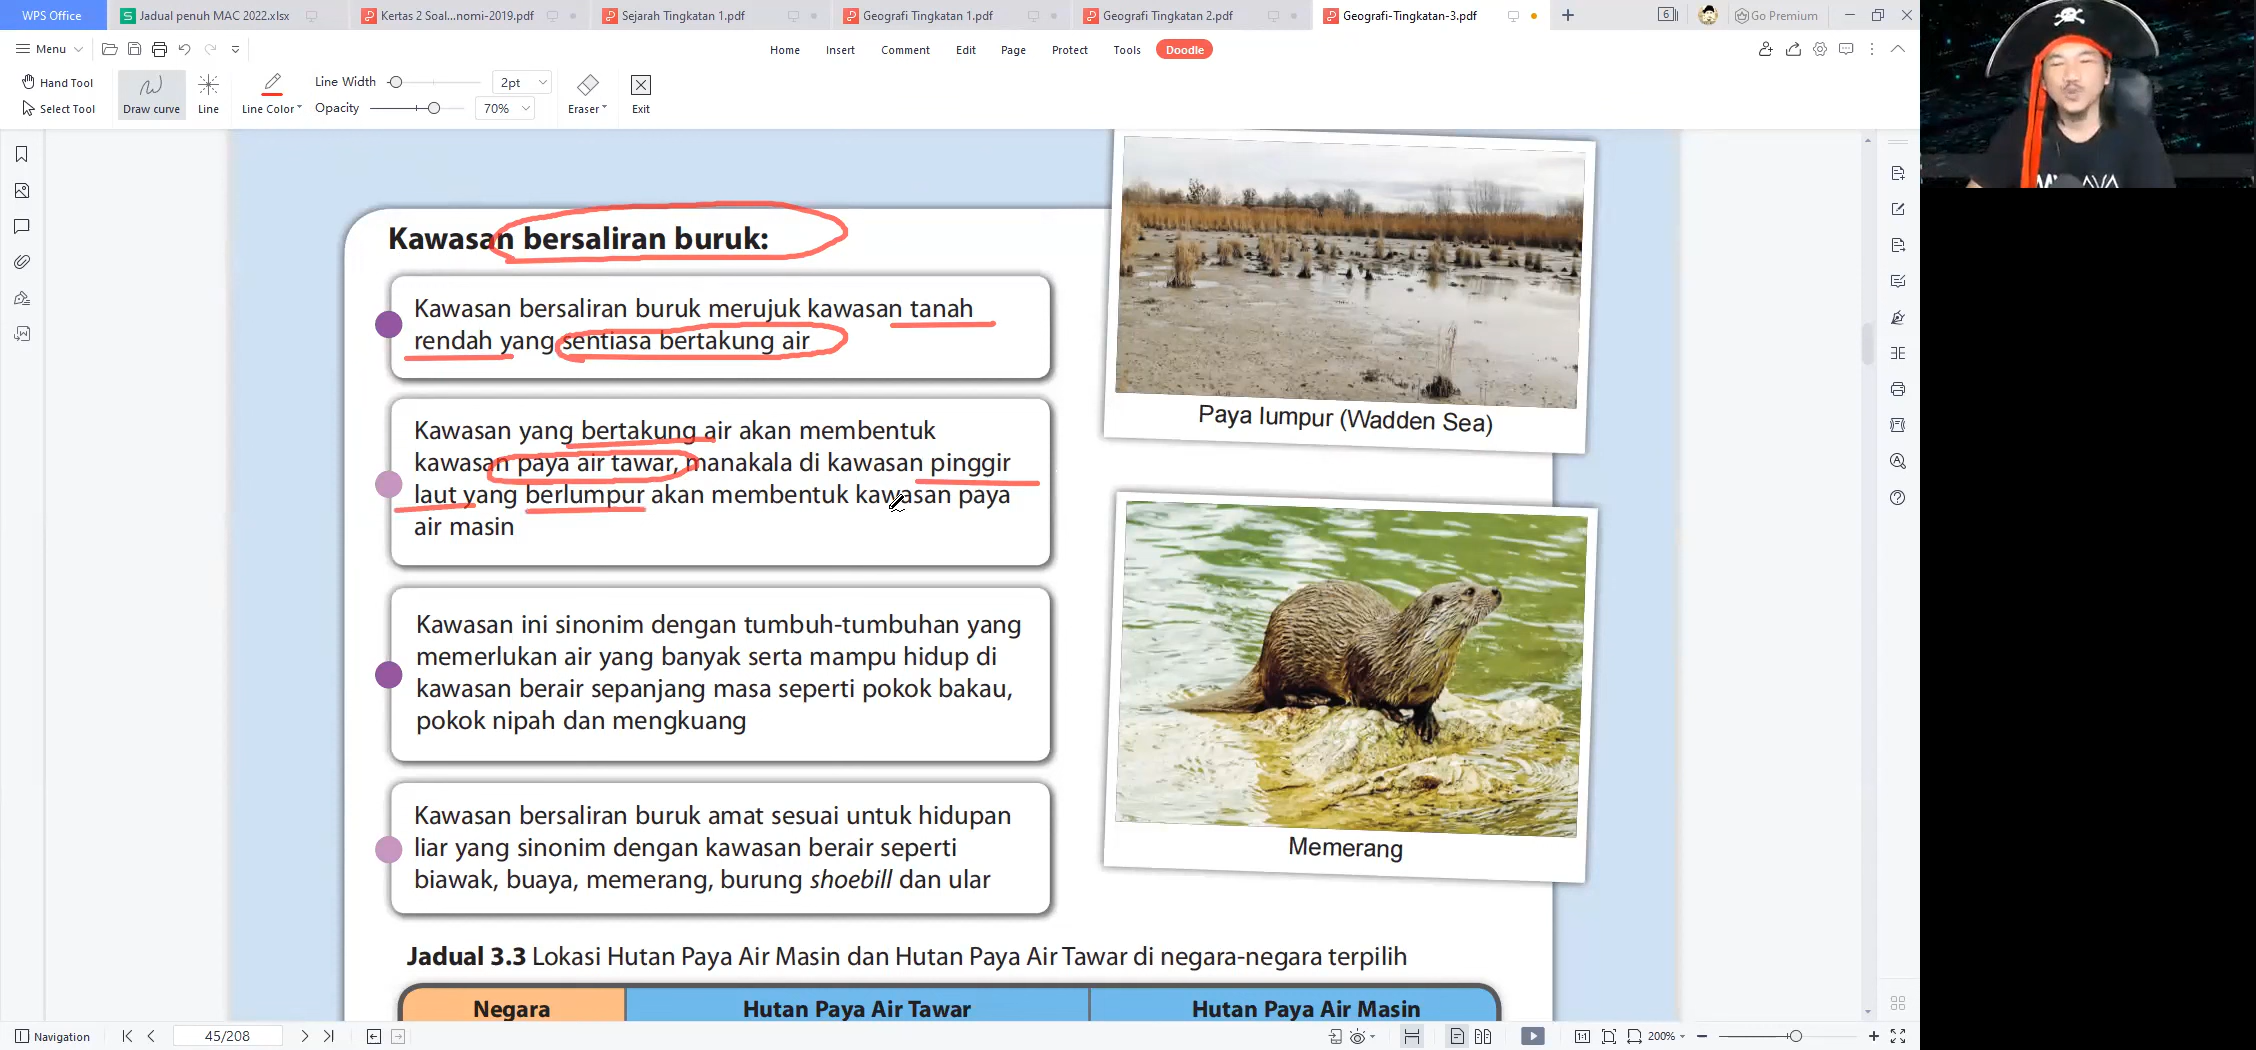 WPS Office
Jadual penuh MAC 2022.xlsx
Kertas 2 Soal...nomi-2019.pdf
Sejarah Tingkatan 1.pdf
Geografi Tingkatan 1.pdf
Geografi Tingkatan 2.pdf
Geografi-Tingkatan-3.pdf
6
Go Premium
Menu
Home
Insert
Comment
Edit
Page
Protect
Tools
Doodle
Hand Tool
Select Tool
Draw curve
Line
Line Color
Line Width
2pt
Opacity
70%
Eraser
Exit
Kawasan bersaliran buruk:
Kawasan bersaliran buruk merujuk kawasan tanah
rendah yang sentiasa bertakung air
Kawasan yang bertakung air akan membentuk
kawasan paya air tawar, manakala di kawasan pinggir
laut yang berlumpur akan membentuk kawasan paya
air masin
Kawasan ini sinonim dengan tumbuh-tumbuhan yang
memerlukan air yang banyak serta mampu hidup di
kawasan berair sepanjang masa seperti pokok bakau,
pokok nipah dan mengkuang
Kawasan bersaliran buruk amat sesuai untuk hidupan
liar yang sinonim dengan kawasan berair seperti
biawak, buaya, memerang, burung shoebill dan ular
Paya lumpur (Wadden Sea)
Memerang
Jadual 3.3 Lokasi Hutan Paya Air Masin dan Hutan Paya Air Tawar di negara-negara terpilih
Negara
Hutan Paya Air Tawar
Hutan Paya Air Masin
Navigation
45/208
1:1
200%